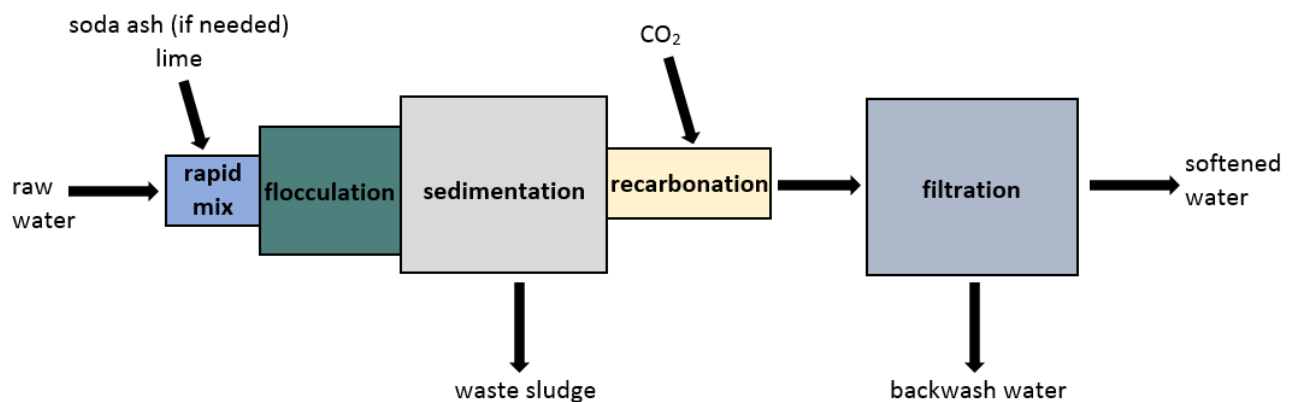 soda ash (if needed)
lime
CO₂
raw
water
rapid
mix
flocculation
sedimentation
recarbonation
filtration
softened
water
waste sludge
backwash water